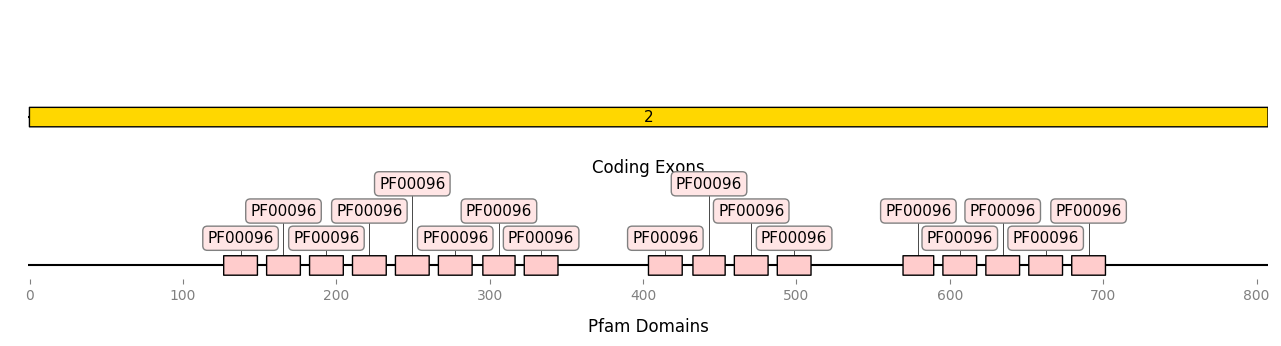 2
Coding Exons
PF00096 PF00096
PF00096 PF00096 PF00096 PF00096 PF00096 PF00096 PF00096
PF00096 PF00096 PF00096 PF00096 PF00096 PF00096 PF00096 PF00096
0 100 200 300 400 500 600 700 800
Pfam Domains